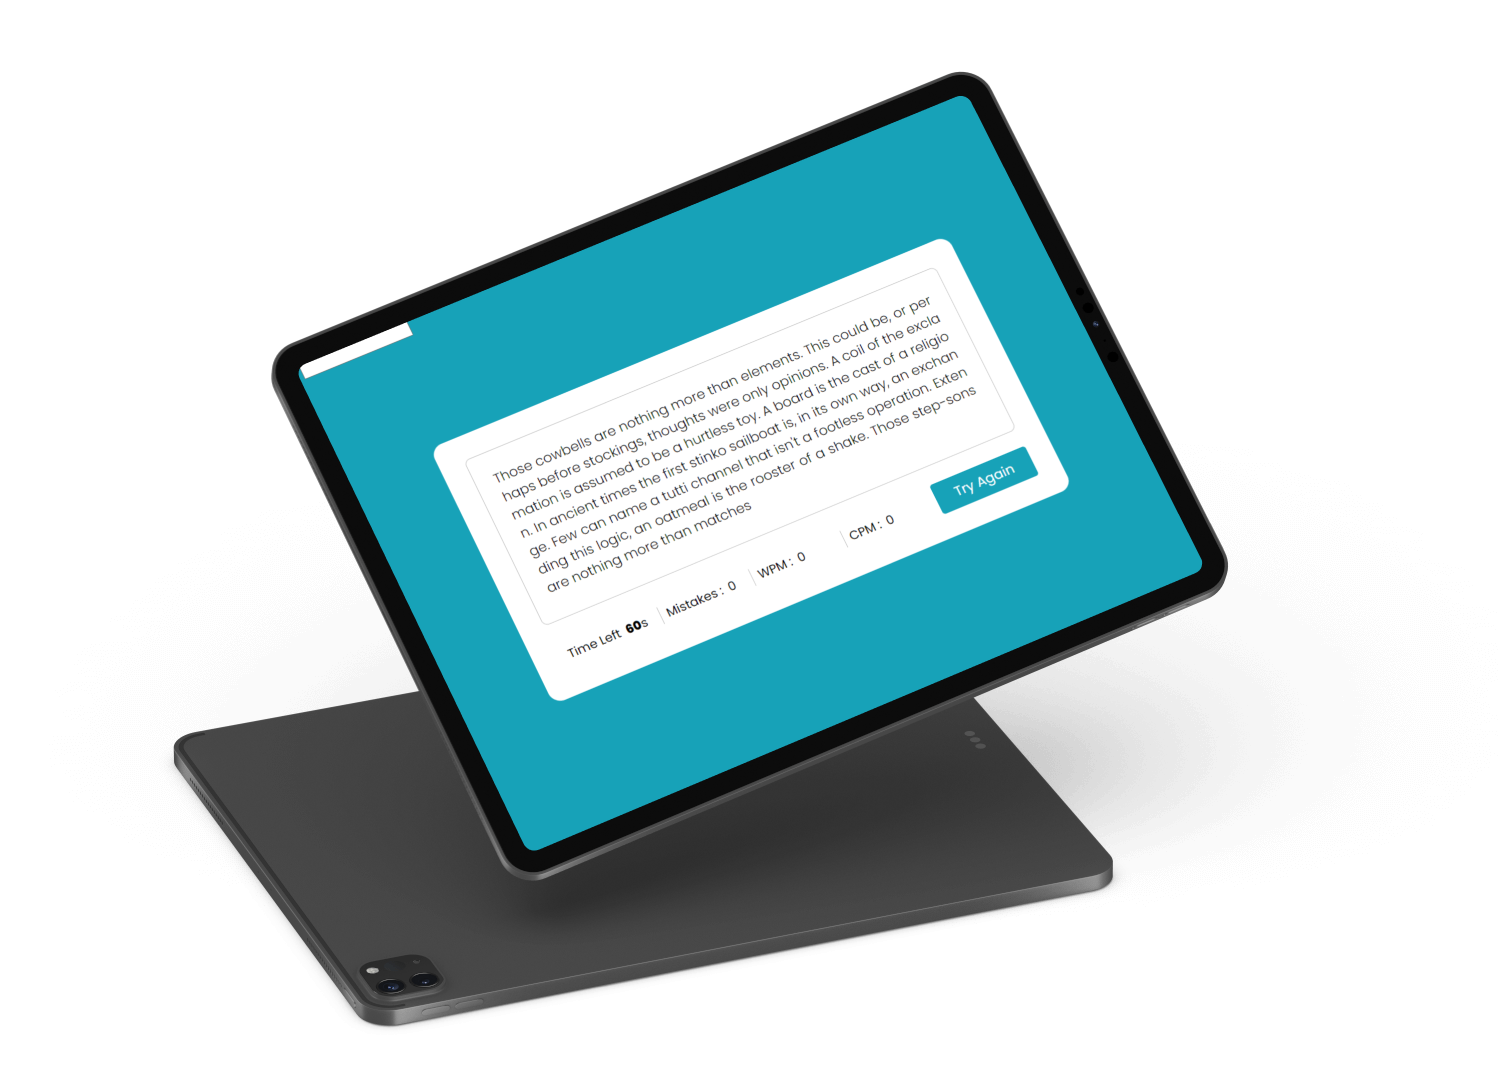 Those cowbells are nothing more than elements. This could be, or per
haps before stockings, thoughts were only opinions. A coil of the excla
mation is assumed to be a hurtless toy. A board is the cast of a religio
n. In ancient times the first stinko sailboat is, in its own way, an exchan
ge. Few can name a tutti channel that isn't a footless operation. Exten
ding this logic, an oatmeal is the rooster of a shake. Those step-sons
are nothing more than matches
Time Left 60s
Mistakes : 0
WPM : 0
CPM : 0
Try Again